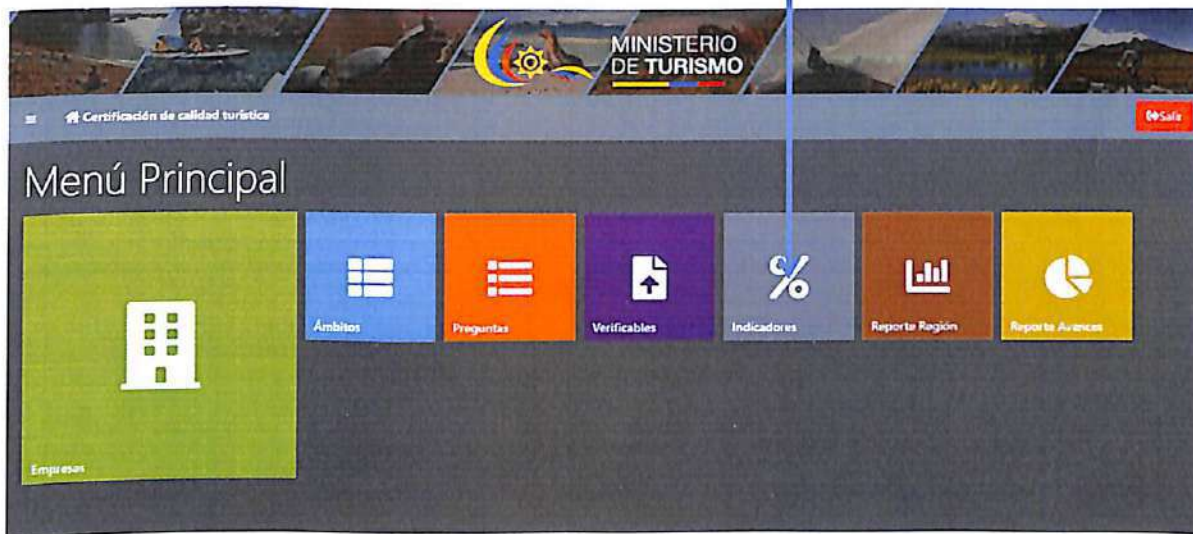 MINISTERIO
DE TURISMO
Certificación de calidad turística
Salir
Menú Principal
Empresas
Ámbitos
Preguntas
Verificables
Indicadores
Reporte Región
Reporte Avances